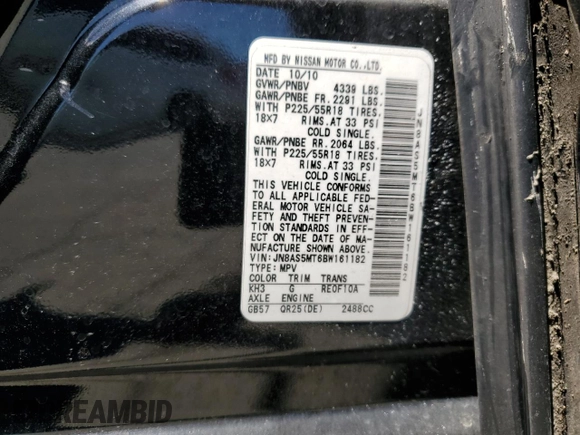 MFD BY NISSAN MOTOR CO.,LTD.
DATE 10/10
GVWR/PNBV 4339 LBS.
GAWR/PNBE FR. 2291 LBS.
WITH P225/55R18 TIRES.
18X7 RIMS.AT 33 PSI
COLD SINGLE.
GAWR/PNBE RR. 2064 LBS.
WITH P225/55R18 TIRES.
18X7 RIMS.AT 33 PSI
COLD SINGLE.
THIS VEHICLE CONFORMS
TO ALL APPLICABLE FED-
ERAL MOTOR VEHICLE SA-
FETY AND THEFT PREVEN-
TION STANDARDS IN EFF-
ECT ON THE DATE OF MA-
NUFACTURE SHOWN ABOVE.
VIN:JN8AS5MT6BW161182
TYPE:MPV
COLOR TRIM TRANS
KH3 G RE0F10A
AXLE ENGINE
GB57 QR25(DE) 2488CC
JN8AS5MT6BW161182
DREAMBID